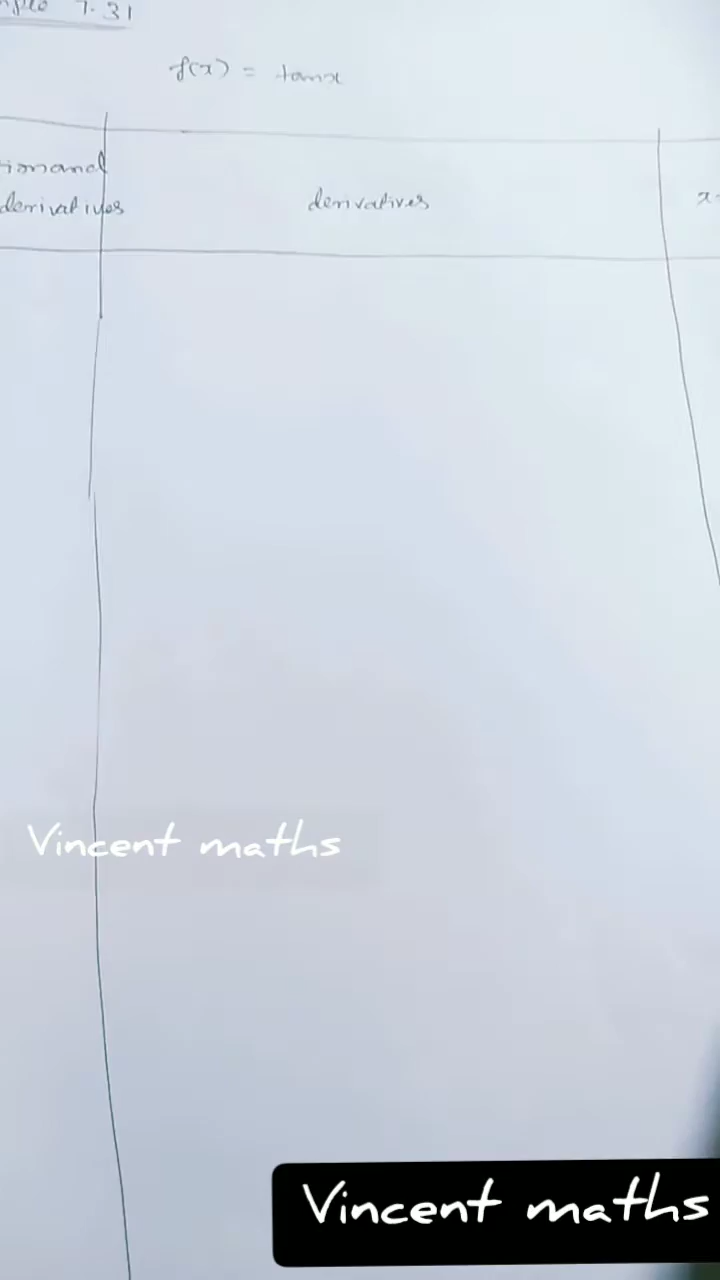 7.31
f(x) = tanx
derivatives
derivatives
x
Vincent maths
Vincent maths